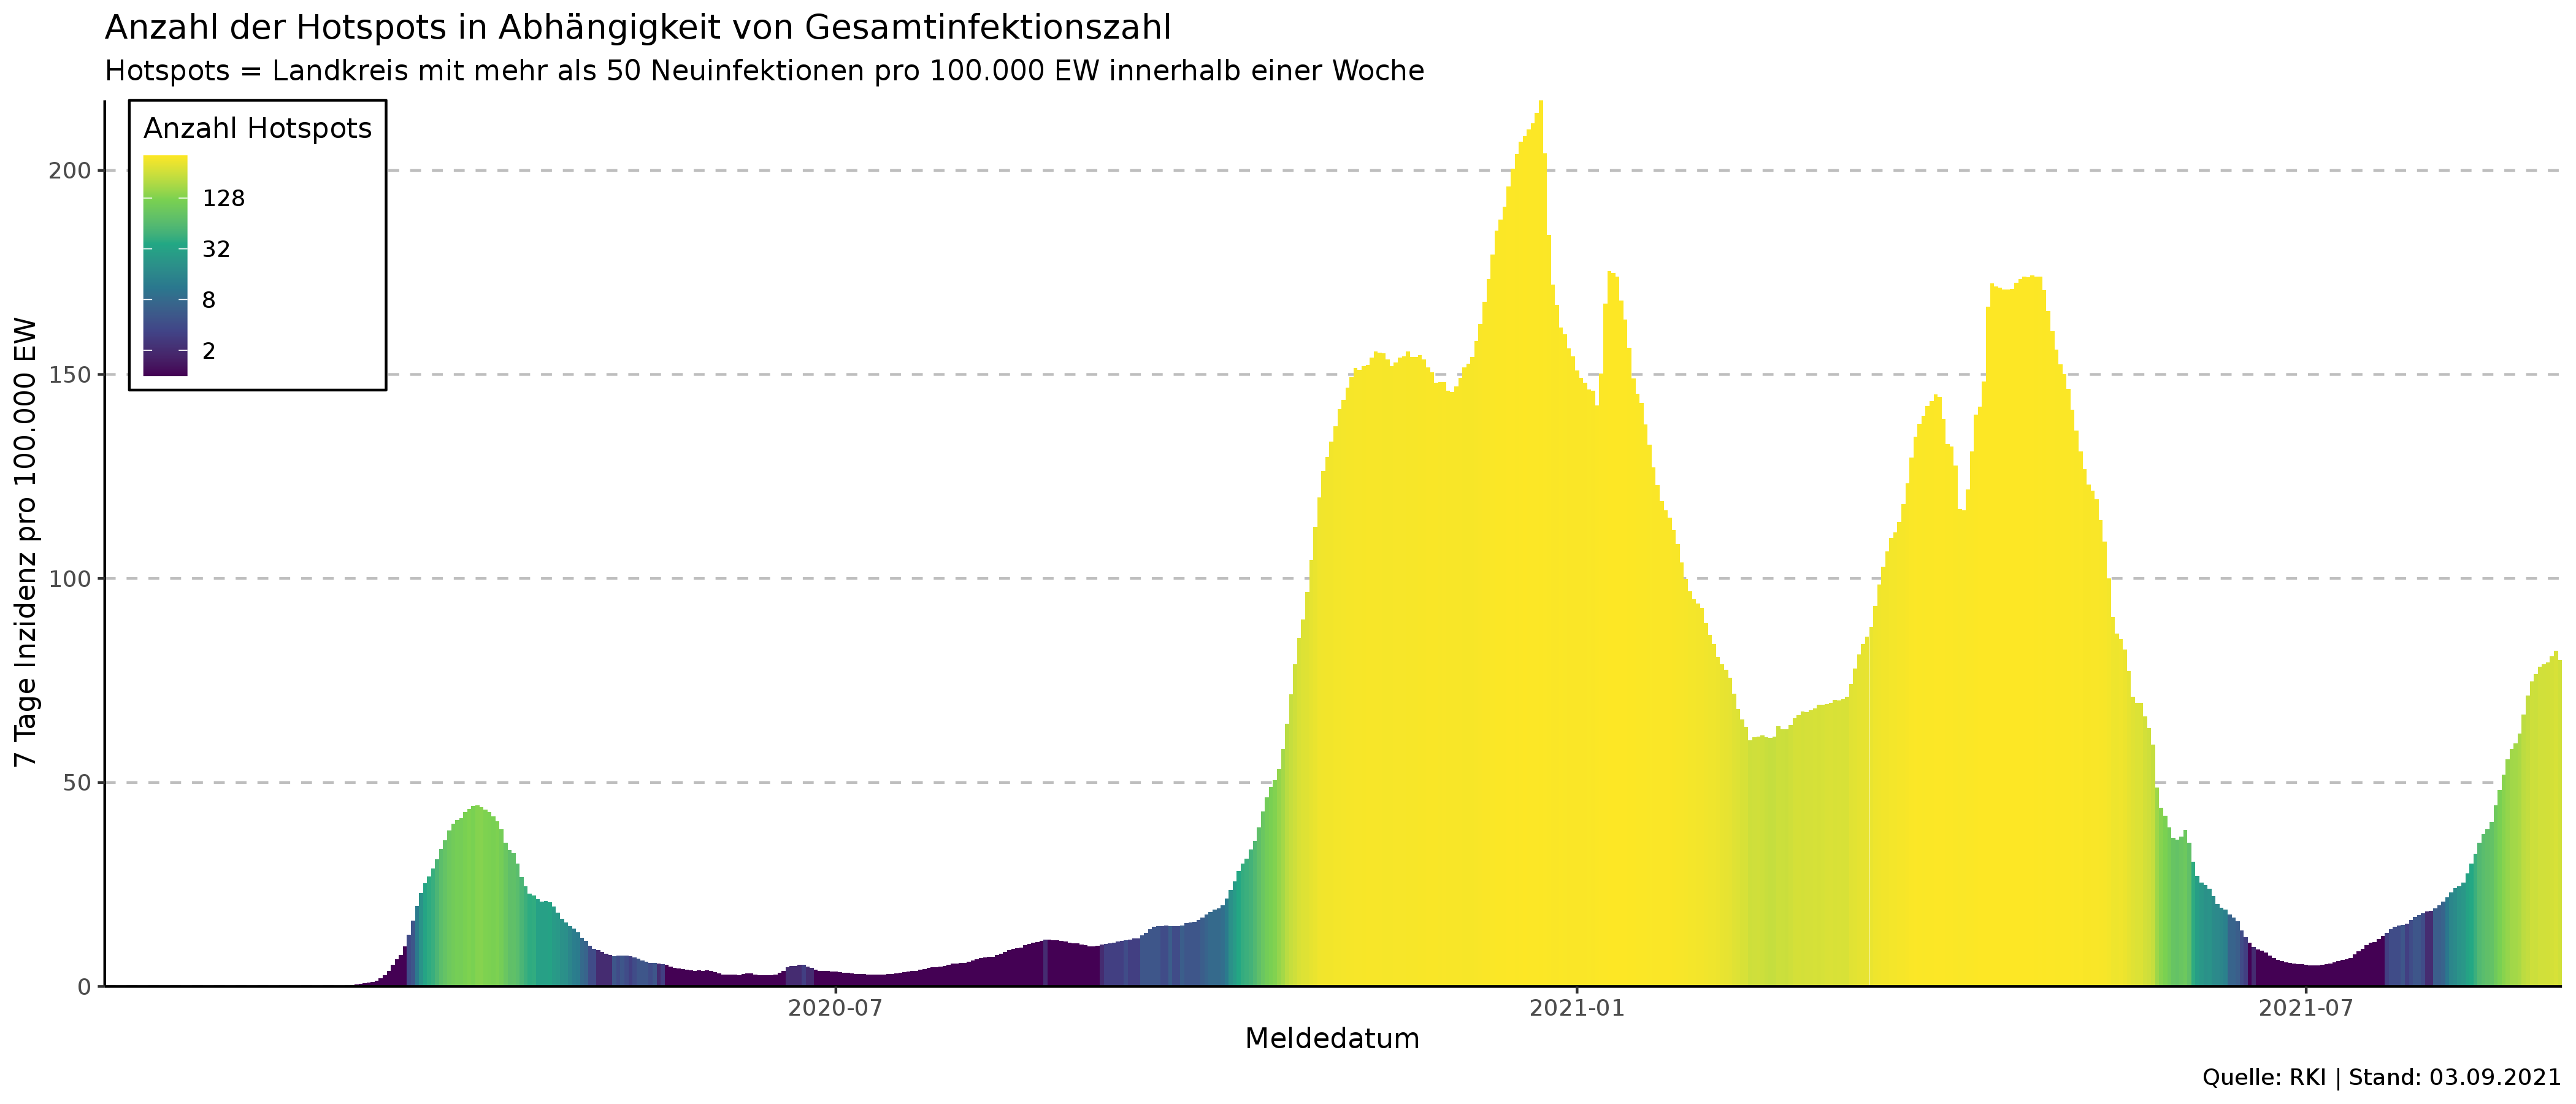 Anzahl der Hotspots in Abhängigkeit von Gesamtinfektionszahl
Hotspots = Landkreis mit mehr als 50 Neuinfektionen pro 100.000 EW innerhalb einer Woche
Anzahl Hotspots
128
32
8
2
7 Tage Inzidenz pro 100.000 EW
200
150
100
50
0
2020-07
2021-01
2021-07
Meldedatum
Quelle: RKI | Stand: 03.09.2021